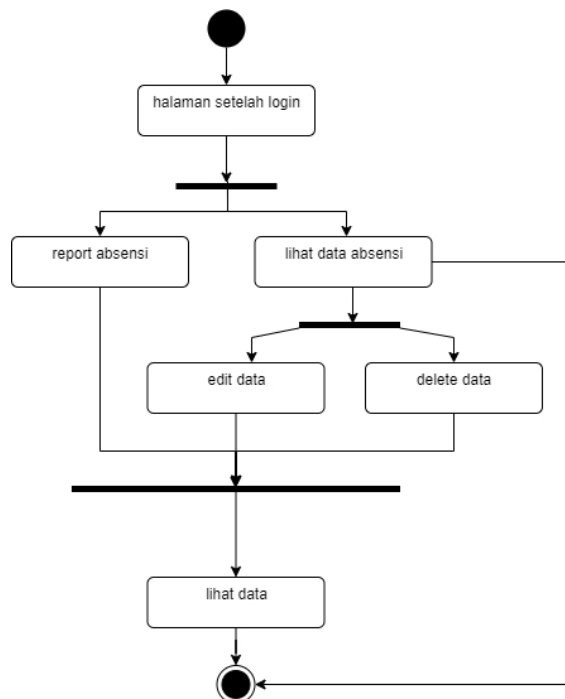 halaman setelah login
report absensi
lihat data absensi
edit data
delete data
lihat data